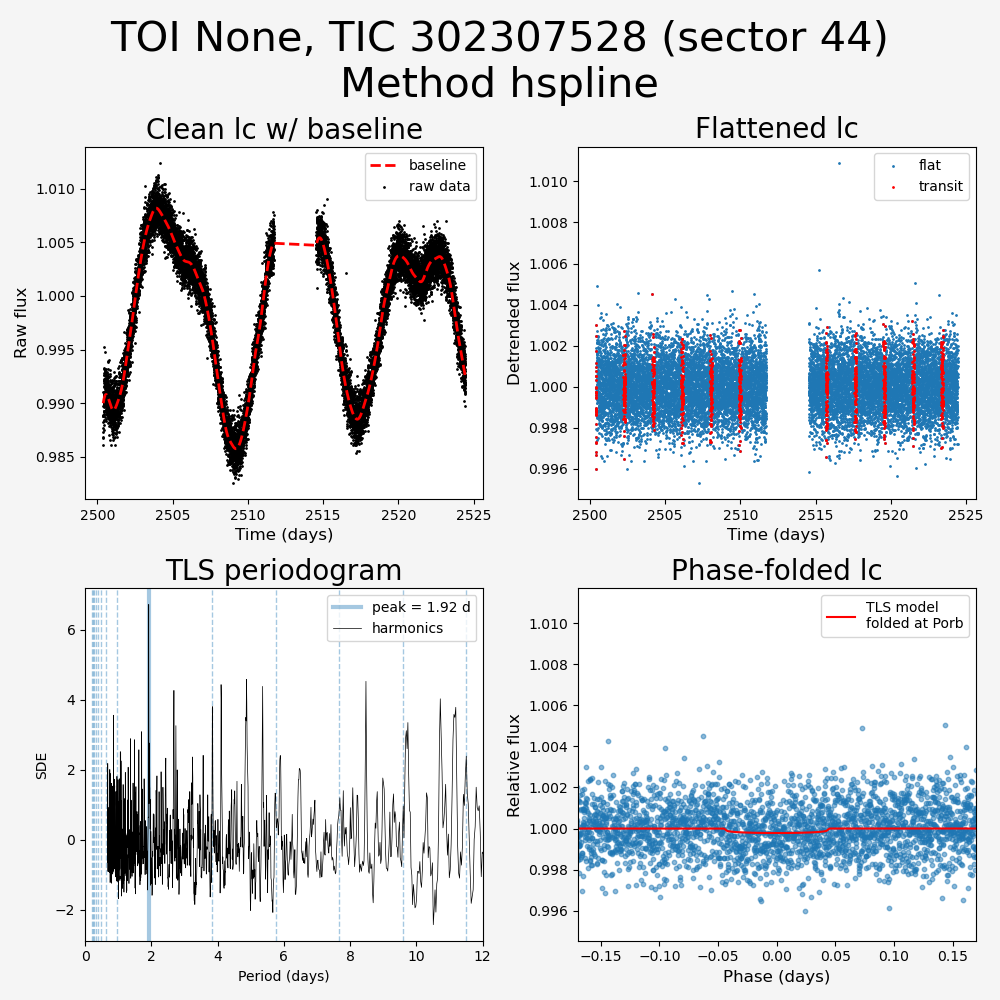 TOI None, TIC 302307528 (sector 44)
Method hspline
Clean lc w/ baseline
baseline
raw data
1.010
1.005
1.000
0.995
0.990
0.985
Raw flux
2500
2505
2510
2515
2520
2525
Time (days)
Flattened lc
flat
transit
1.010
1.008
1.006
1.004
1.002
1.000
0.998
0.996
Detrended flux
2500
2505
2510
2515
2520
2525
Time (days)
TLS periodogram
peak = 1.92 d
harmonics
6
4
2
0
−2
SDE
0
2
4
6
8
10
12
Period (days)
Phase-folded lc
TLS model
folded at Porb
1.010
1.008
1.006
1.004
1.002
1.000
0.998
0.996
Relative flux
−0.15
−0.10
−0.05
0.00
0.05
0.10
0.15
Phase (days)